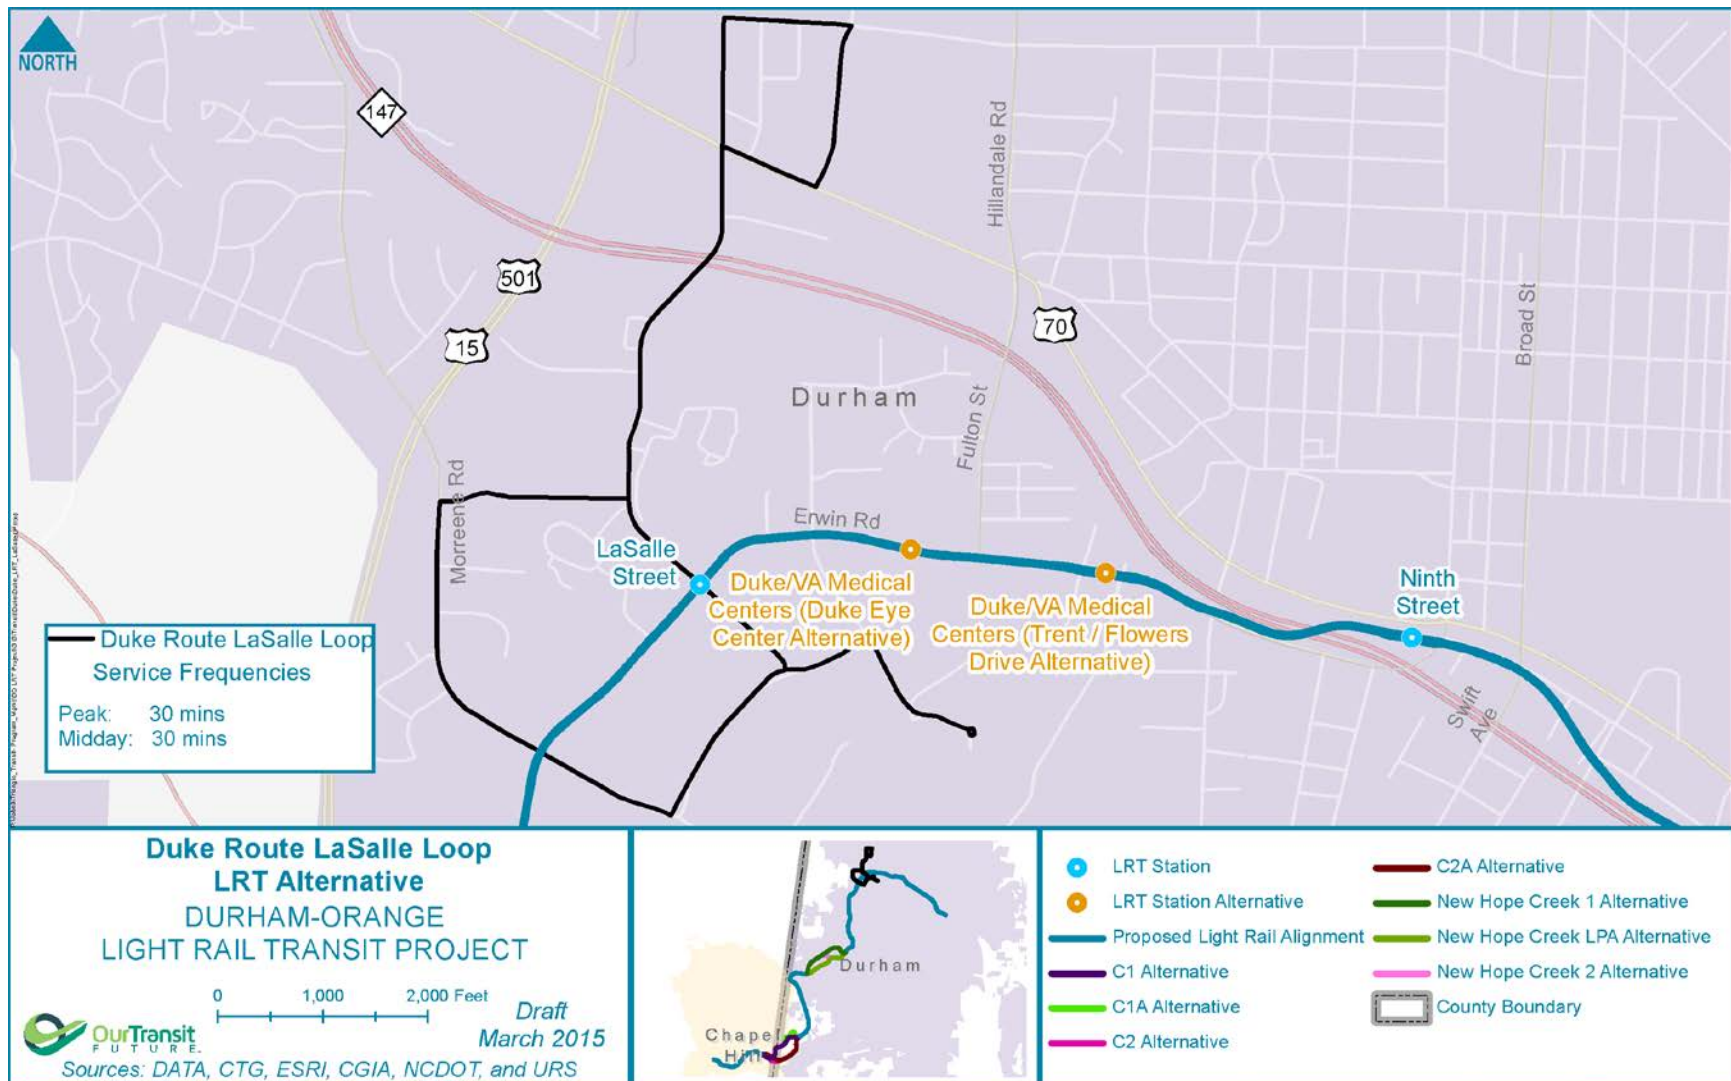 NORTH
147
501
15
70
Hillandale Rd
Broad St
Durham
Fulton St
Morreene Rd
Erwin Rd
LaSalle
Street
Duke/VA Medical
Centers (Duke Eye
Center Alternative)
Duke/VA Medical
Centers (Trent / Flowers
Drive Alternative)
Ninth
Street
Swift
Ave
Duke Route LaSalle Loop
Service Frequencies
Peak: 30 mins
Midday: 30 mins
Duke Route LaSalle Loop
LRT Alternative
DURHAM-ORANGE
LIGHT RAIL TRANSIT PROJECT
0 1,000 2,000 Feet
Draft
March 2015
OurTransit
FUTURE
Sources: DATA, CTG, ESRI, CGIA, NCDOT, and URS
Durham
Chapel
Hill
LRT Station
LRT Station Alternative
Proposed Light Rail Alignment
C1 Alternative
C1A Alternative
C2 Alternative
C2A Alternative
New Hope Creek 1 Alternative
New Hope Creek LPA Alternative
New Hope Creek 2 Alternative
County Boundary